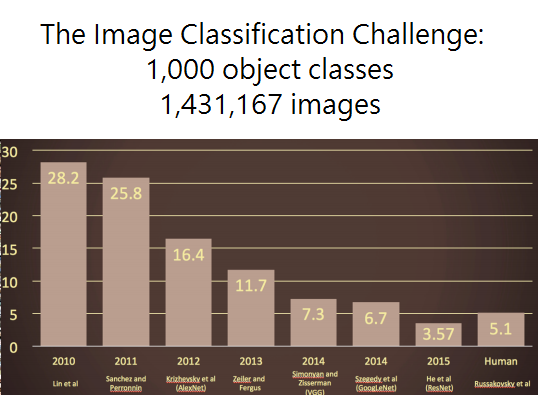 The Image Classification Challenge:
1,000 object classes
1,431,167 images
30
25
20
15
10
5
0
28.2
25.8
16.4
11.7
7.3
6.7
3.57
5.1
2010
2011
2012
2013
2014
2014
2015
Human
Lin et al
Sanchez and
Perronnin
Krizhevsky et al
(AlexNet)
Zeiler and
Fergus
Simonyan and
Zisserman
(VGG)
Szegedy et al
(GoogLeNet)
He et al
(ResNet)
Russakovsky et al